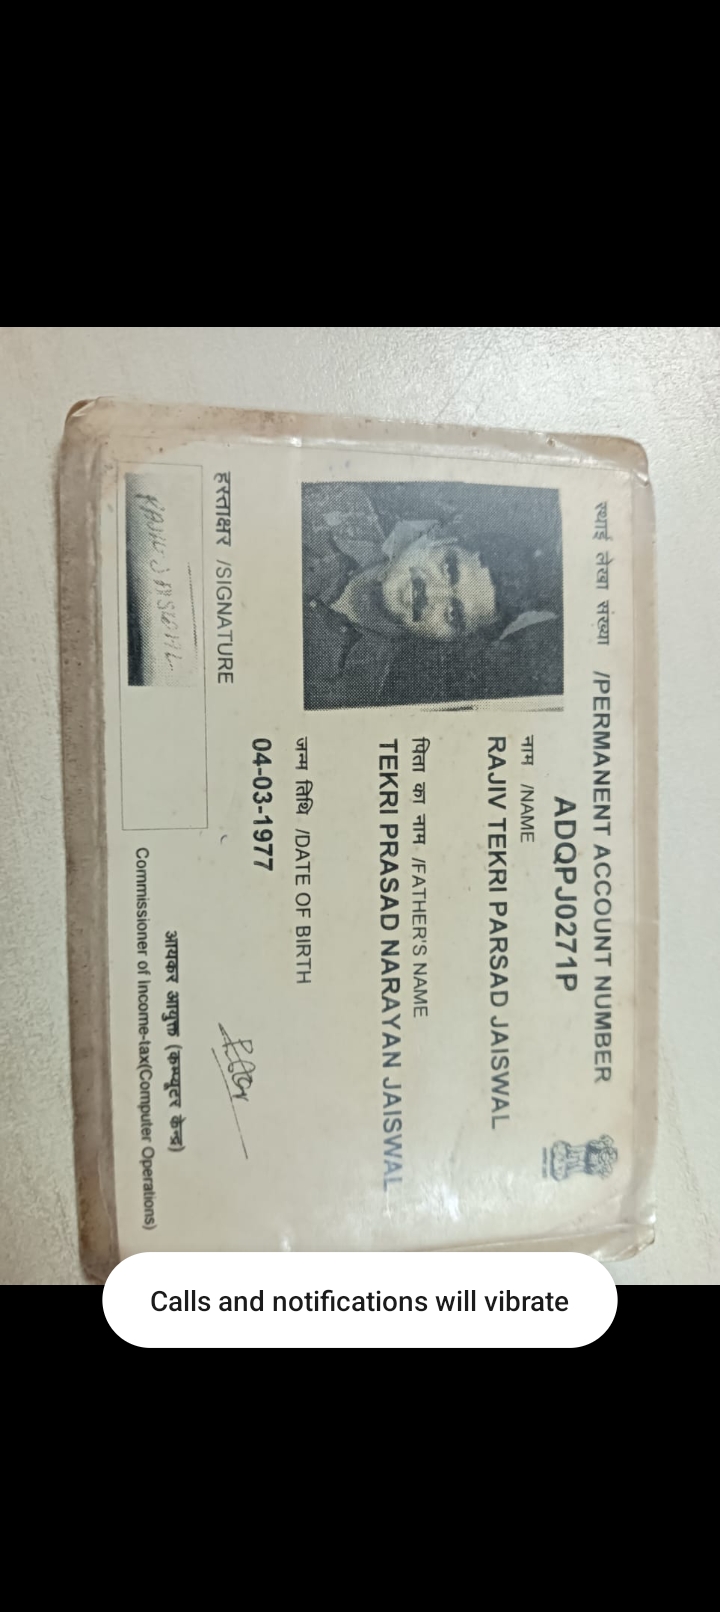 स्थाई लेखा संख्या /PERMANENT ACCOUNT NUMBER
ADQPJ0271P
नाम /NAME
RAJIV TEKRI PARSAD JAISWAL
पिता का नाम /FATHER'S NAME
TEKRI PRASAD NARAYAN JAISWAL
जन्म तिथि /DATE OF BIRTH
04-03-1977
हस्ताक्षर /SIGNATURE
RAJIV JAISWAL
आयकर आयुक्त (कम्प्यूटर केन्द्र)
Commissioner of Income-tax(Computer Operations)
Calls and notifications will vibrate